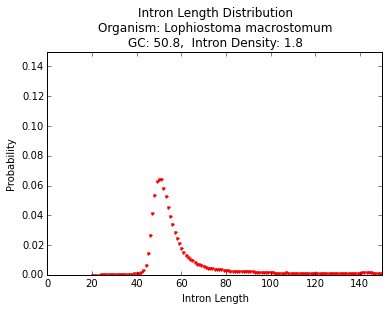 Intron Length Distribution
Organism: Lophiostoma macrostomum
GC: 50.8,  Intron Density: 1.8
0.14
0.12
0.10
0.08
0.06
0.04
0.02
0.00
Probability
0 20 40 60 80 100 120 140
Intron Length